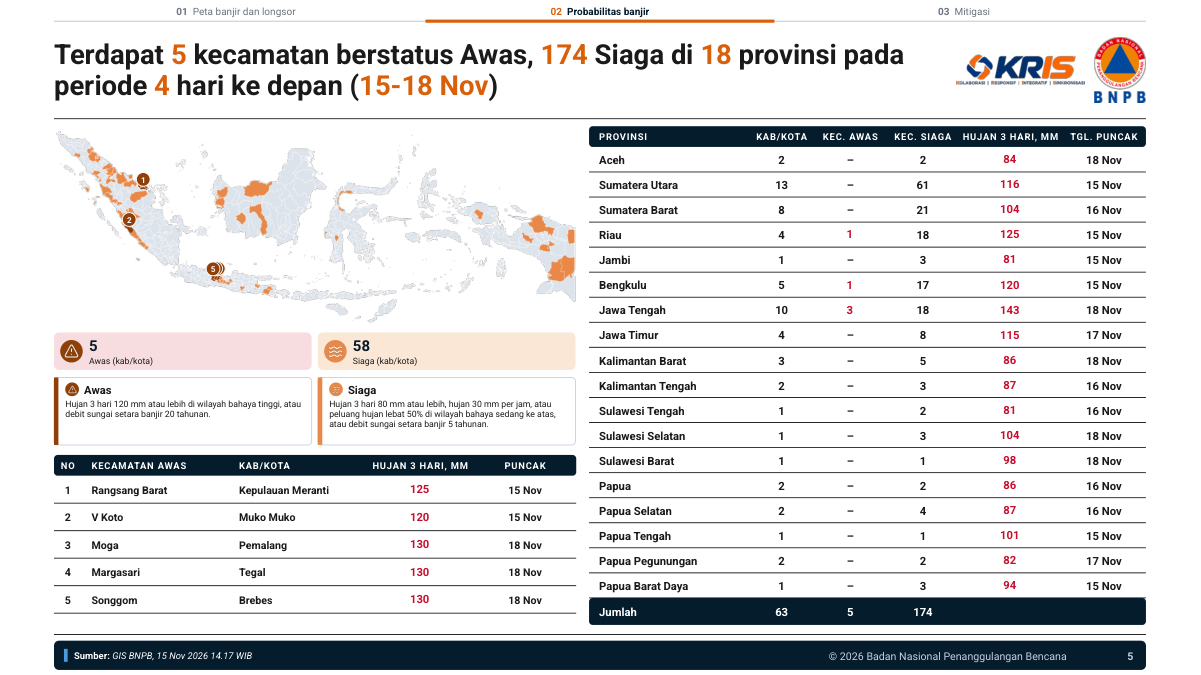 01 Peta banjir dan longsor
02 Probabilitas banjir
03 Mitigasi
Terdapat 5 kecamatan berstatus Awas, 174 Siaga di 18 provinsi pada
periode 4 hari ke depan (15-18 Nov)
KRIS
KOLABORASI | RESPONSIF | INTEGRATIF | SINKRONISASI
BADAN NASIONAL
PENANGGULANGAN BENCANA
BNPB
1
2
5
5
Awas (kab/kota)
58
Siaga (kab/kota)
Awas
Hujan 3 hari 120 mm atau lebih di wilayah bahaya tinggi, atau
debit sungai setara banjir 20 tahunan.
Siaga
Hujan 3 hari 80 mm atau lebih, hujan 30 mm per jam, atau
peluang hujan lebat 50% di wilayah bahaya sedang ke atas,
atau debit sungai setara banjir 5 tahunan.
NO KECAMATAN AWAS KAB/KOTA HUJAN 3 HARI, MM PUNCAK
1 Rangsang Barat Kepulauan Meranti 125 15 Nov
2 V Koto Muko Muko 120 15 Nov
3 Moga Pemalang 130 18 Nov
4 Margasari Tegal 130 18 Nov
5 Songgom Brebes 130 18 Nov
PROVINSI KAB/KOTA KEC. AWAS KEC. SIAGA HUJAN 3 HARI, MM TGL. PUNCAK
Aceh 2 – 2 84 18 Nov
Sumatera Utara 13 – 61 116 15 Nov
Sumatera Barat 8 – 21 104 16 Nov
Riau 4 1 18 125 15 Nov
Jambi 1 – 3 81 15 Nov
Bengkulu 5 1 17 120 15 Nov
Jawa Tengah 10 3 18 143 18 Nov
Jawa Timur 4 – 8 115 17 Nov
Kalimantan Barat 3 – 5 86 18 Nov
Kalimantan Tengah 2 – 3 87 16 Nov
Sulawesi Tengah 1 – 2 81 16 Nov
Sulawesi Selatan 1 – 3 104 18 Nov
Sulawesi Barat 1 – 1 98 18 Nov
Papua 2 – 2 86 16 Nov
Papua Selatan 2 – 4 87 16 Nov
Papua Tengah 1 – 1 101 15 Nov
Papua Pegunungan 2 – 2 82 17 Nov
Papua Barat Daya 1 – 3 94 15 Nov
Jumlah 63 5 174
Sumber: GIS BNPB, 15 Nov 2026 14.17 WIB
© 2026 Badan Nasional Penanggulangan Bencana 5